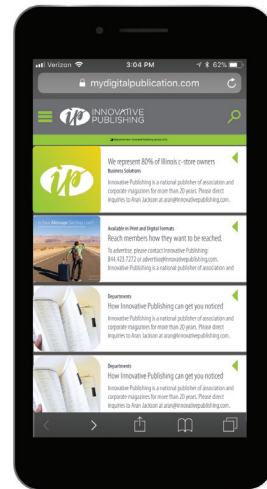 Verizon 3:04 PM 62%
mydigitalpublication.com
ip INNOVATIVE
PUBLISHING
ip
We represent 80% of Illinois c-store owners
Business Solutions
Innovative Publishing is a national publisher of association and
corporate magazines for more than 20 years. Please direct
inquiries to Aran Jackson at aran@innovativepublishing.com.
Is Your Message Getting Lost?
Available in Print and Digital Formats
Reach members how they want to be reached.
To advertise, please contact Innovative Publishing:
844.423.7272 or advertise@innovativepublishing.com.
Innovative Publishing is a national publisher of association and
Departments
How Innovative Publishing can get you noticed
Innovative Publishing is a national publisher of association and
corporate magazines for more than 20 years. Please direct
inquiries to Aran Jackson at aran@innovativepublishing.com.
Departments
How Innovative Publishing can get you noticed
Innovative Publishing is a national publisher of association and
corporate magazines for more than 20 years. Please direct
inquiries to Aran Jackson at aran@innovativepublishing.com.